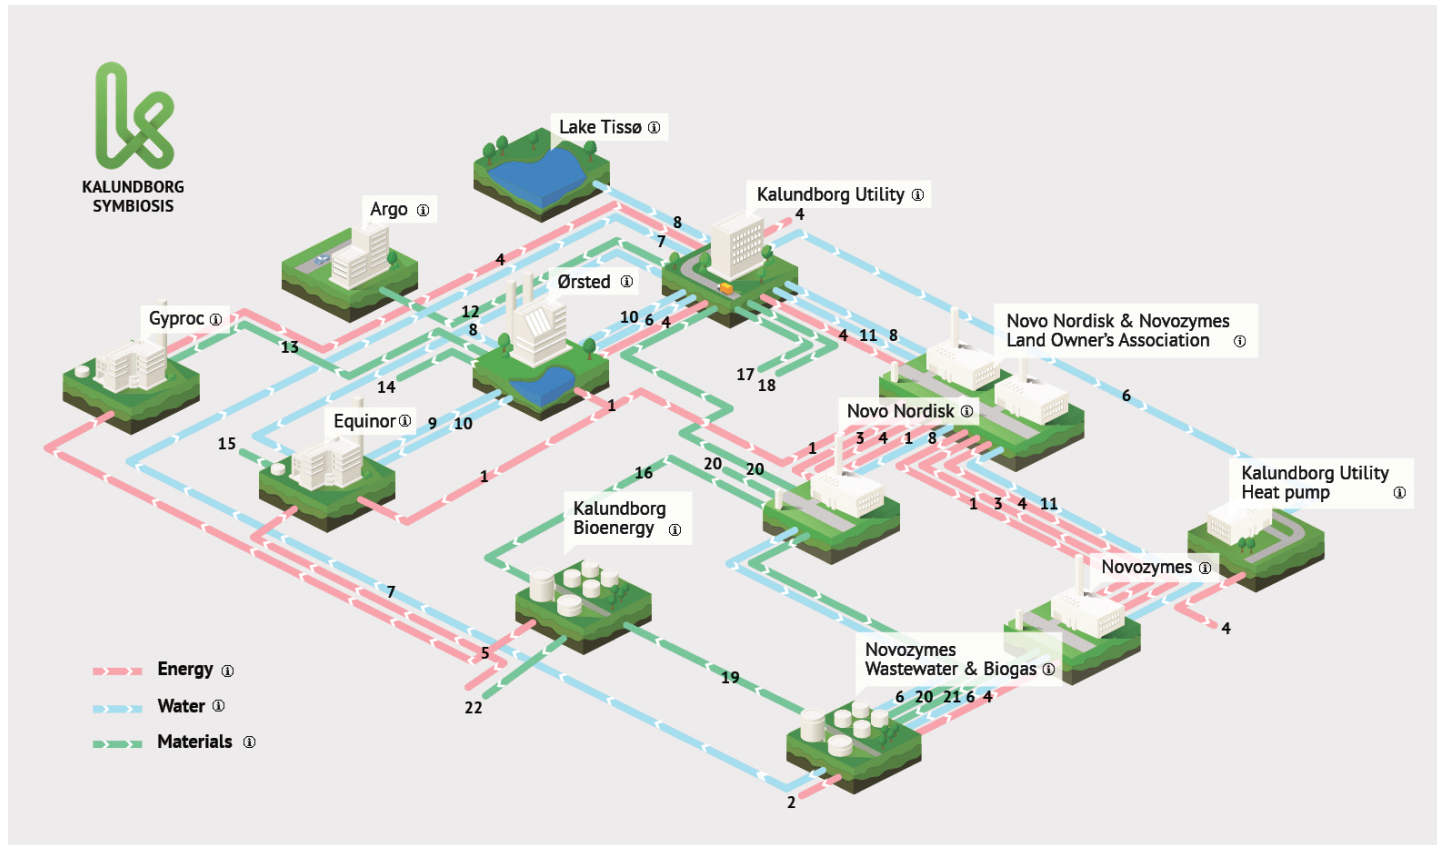 KALUNDBORG
SYMBIOSIS
Lake Tissø
Kalundborg Utility
4
Argo
8
7
4
Ørsted
Gyproc
12
8
13
10 6 4
4 11 8
Novo Nordisk & Novozymes
Land Owner's Association
17
18
14
6
1
Novo Nordisk
Equinor
9 10
15
1 3 4 1 8
16
20
20
1
Kalundborg Utility
Heat pump
Kalundborg
Bioenergy
1 3 4 11
Novozymes
7
4
5
Novozymes
Wastewater & Biogas
19
6 20 21 6 4
22
2
Energy
Water
Materials